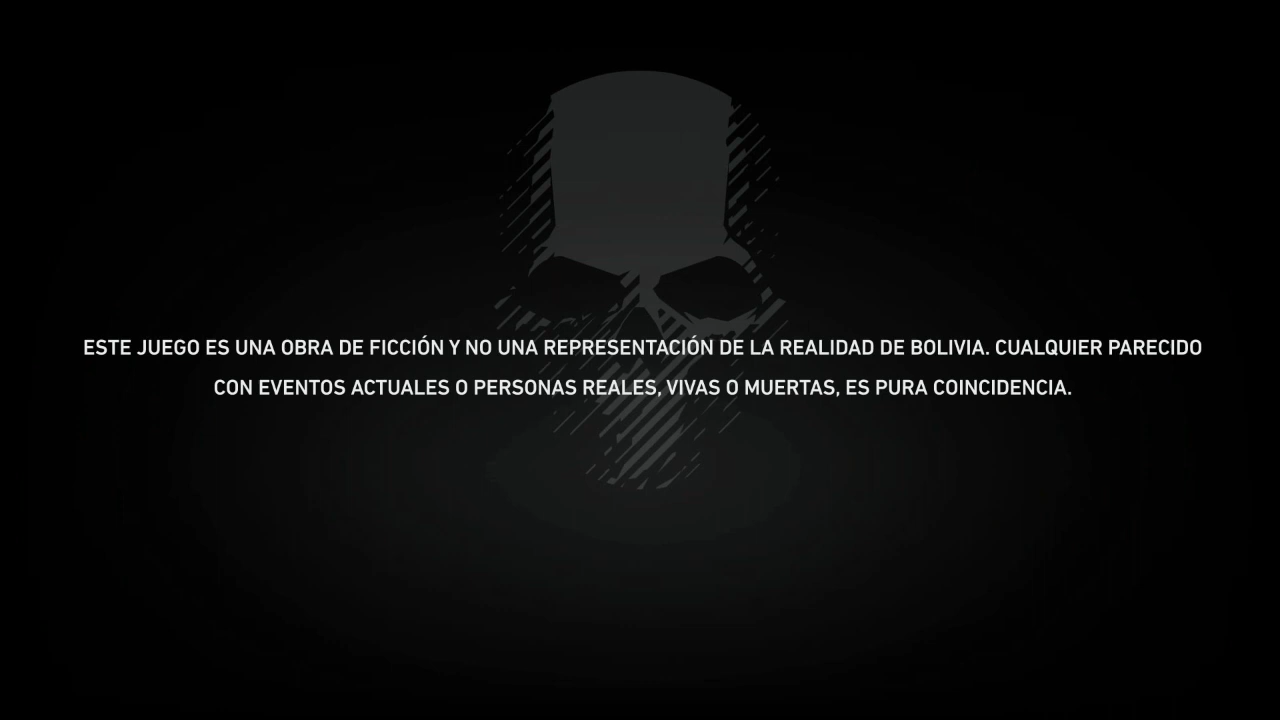 ESTE JUEGO ES UNA OBRA DE FICCIÓN Y NO UNA REPRESENTACIÓN DE LA REALIDAD DE BOLIVIA. CUALQUIER PARECIDO
CON EVENTOS ACTUALES O PERSONAS REALES, VIVAS O MUERTAS, ES PURA COINCIDENCIA.